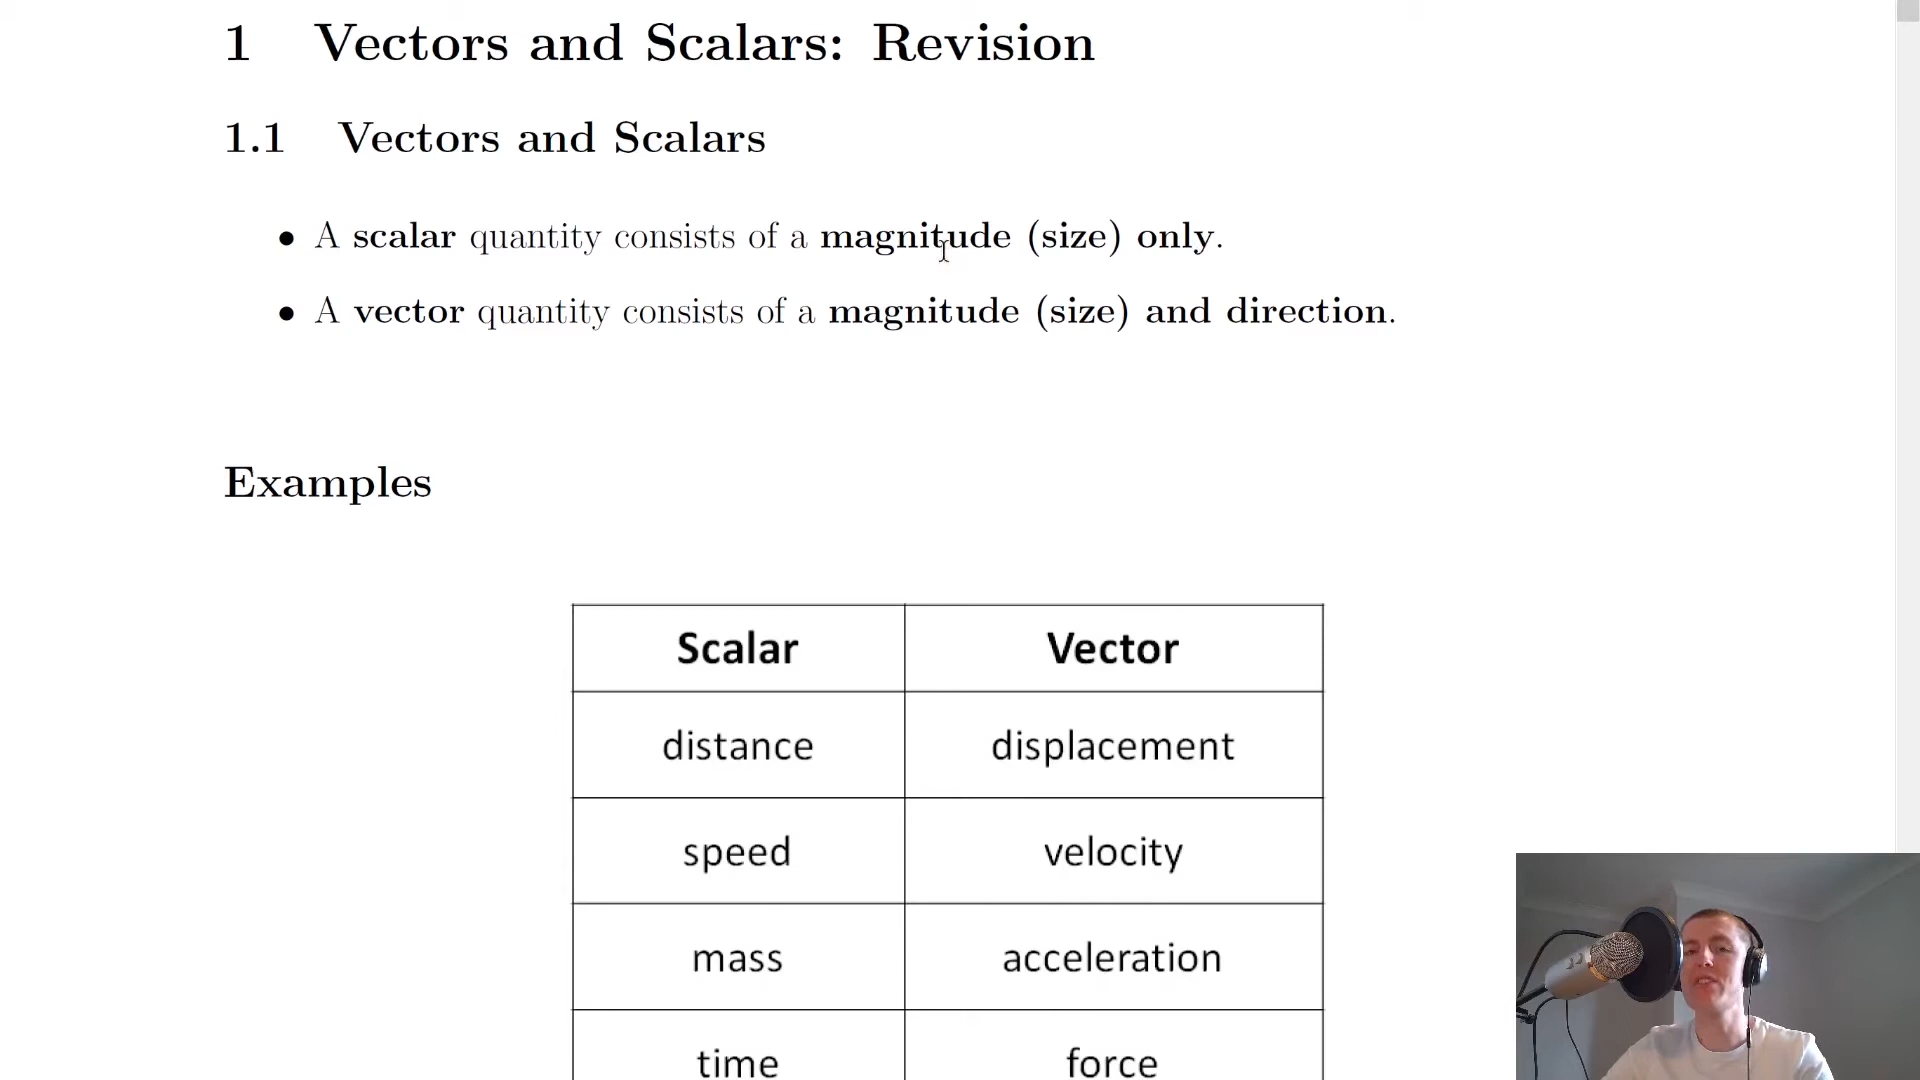 1 Vectors and Scalars: Revision
1.1 Vectors and Scalars
• A scalar quantity consists of a magnitude (size) only.
• A vector quantity consists of a magnitude (size) and direction.
Examples
Scalar Vector
distance displacement
speed velocity
mass acceleration
time force